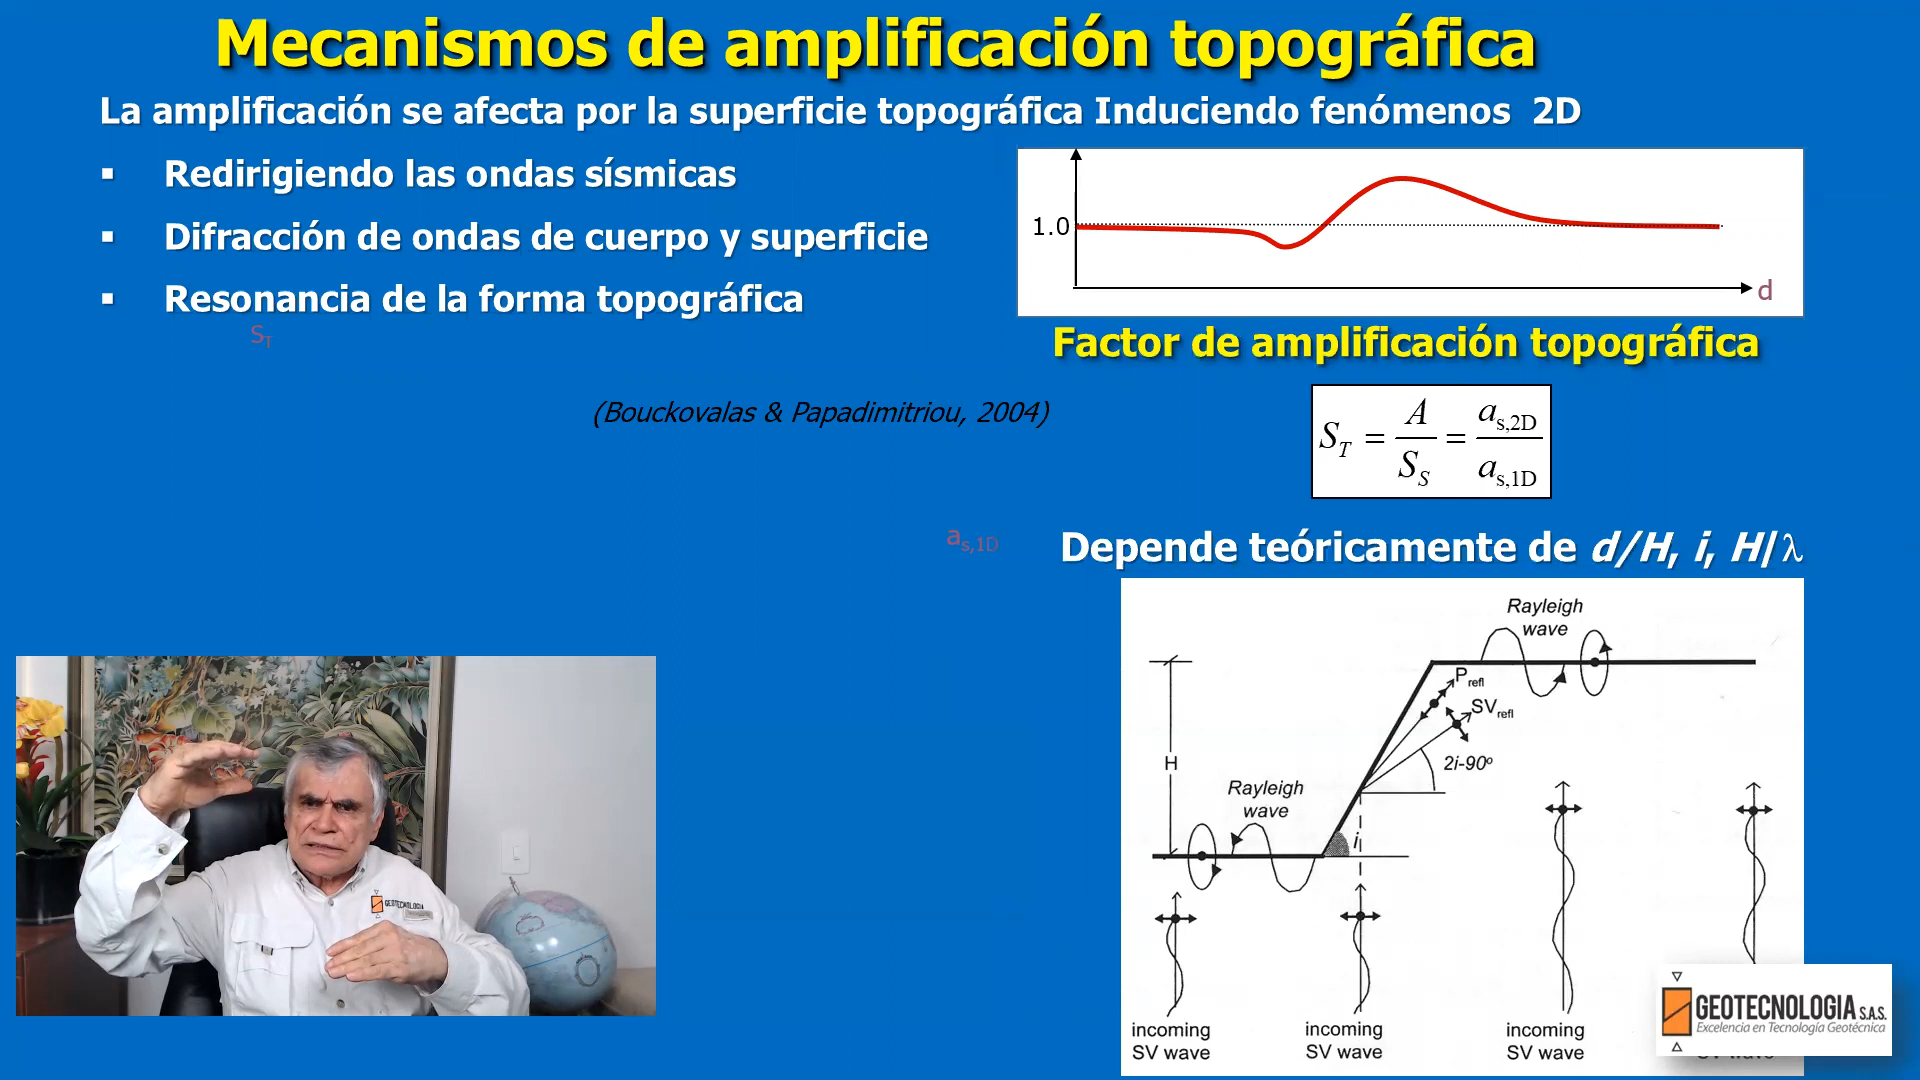 Mecanismos de amplificación topográfica
La amplificación se afecta por la superficie topográfica Induciendo fenómenos 2D
▪ Redirigiendo las ondas sísmicas
▪ Difracción de ondas de cuerpo y superficie
▪ Resonancia de la forma topográfica
S_T
1.0
d
Factor de amplificación topográfica
(Bouckovalas & Papadimitriou, 2004)
S_T = A / S_S = a_s,2D / a_s,1D
a_s,1D
Depende teóricamente de d/H, i, H/λ
Rayleigh
wave
P_refl
SV_refl
2i-90º
H
Rayleigh
wave
i
incoming
SV wave
incoming
SV wave
incoming
SV wave
GEOTECNOLOGIA
GEOTECNOLOGIA S.A.S.
Excelencia en Tecnología Geotécnica